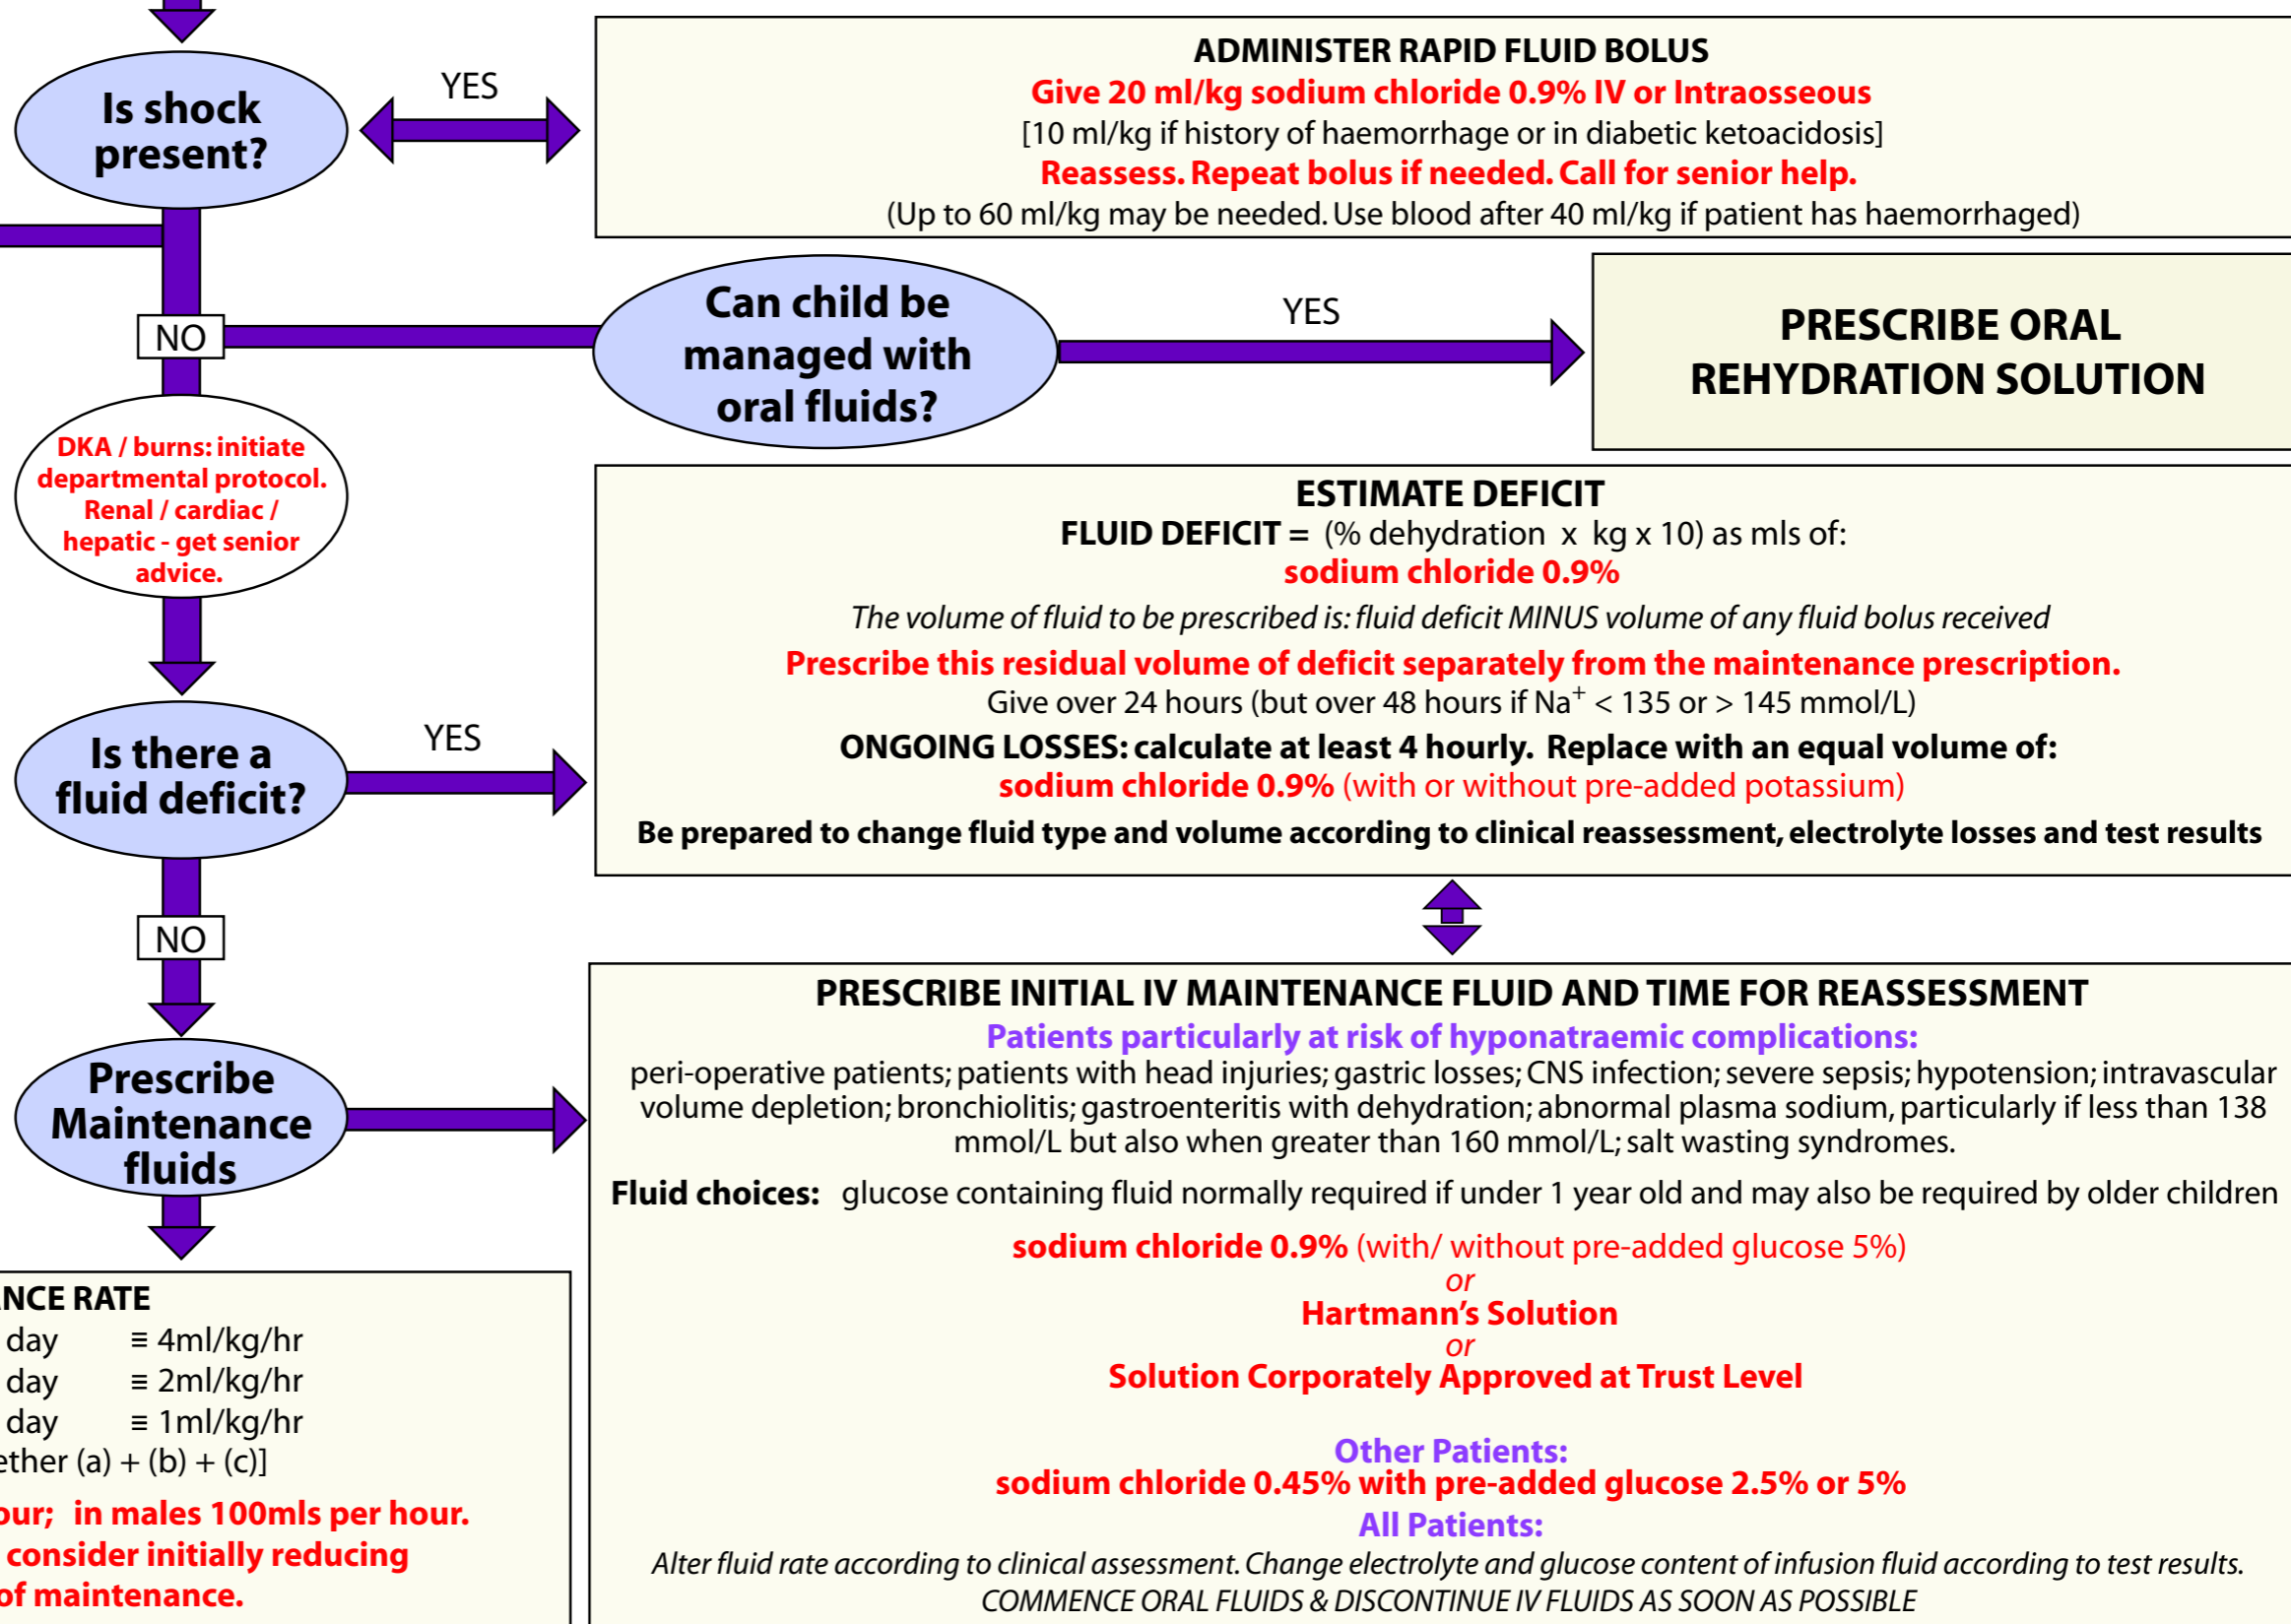 Is shock
present?
YES
ADMINISTER RAPID FLUID BOLUS
Give 20 ml/kg sodium chloride 0.9% IV or Intraosseous
[10 ml/kg if history of haemorrhage or in diabetic ketoacidosis]
Reassess. Repeat bolus if needed. Call for senior help.
(Up to 60 ml/kg may be needed. Use blood after 40 ml/kg if patient has haemorrhaged)
NO
Can child be
managed with
oral fluids?
YES
PRESCRIBE ORAL
REHYDRATION SOLUTION
DKA / burns: initiate
departmental protocol.
Renal / cardiac /
hepatic - get senior
advice.
Is there a
fluid deficit?
YES
ESTIMATE DEFICIT
FLUID DEFICIT = (% dehydration x kg x 10) as mls of:
sodium chloride 0.9%
The volume of fluid to be prescribed is: fluid deficit MINUS volume of any fluid bolus received
Prescribe this residual volume of deficit separately from the maintenance prescription.
Give over 24 hours (but over 48 hours if Na⁺ < 135 or > 145 mmol/L)
ONGOING LOSSES: calculate at least 4 hourly. Replace with an equal volume of:
sodium chloride 0.9% (with or without pre-added potassium)
Be prepared to change fluid type and volume according to clinical reassessment, electrolyte losses and test results
NO
Prescribe
Maintenance
fluids
PRESCRIBE INITIAL IV MAINTENANCE FLUID AND TIME FOR REASSESSMENT
Patients particularly at risk of hyponatraemic complications:
peri-operative patients; patients with head injuries; gastric losses; CNS infection; severe sepsis; hypotension; intravascular
volume depletion; bronchiolitis; gastroenteritis with dehydration; abnormal plasma sodium, particularly if less than 138
mmol/L but also when greater than 160 mmol/L; salt wasting syndromes.
Fluid choices: glucose containing fluid normally required if under 1 year old and may also be required by older children
sodium chloride 0.9% (with/ without pre-added glucose 5%)
or
Hartmann's Solution
or
Solution Corporately Approved at Trust Level
Other Patients:
sodium chloride 0.45% with pre-added glucose 2.5% or 5%
All Patients:
Alter fluid rate according to clinical assessment. Change electrolyte and glucose content of infusion fluid according to test results.
COMMENCE ORAL FLUIDS & DISCONTINUE IV FLUIDS AS SOON AS POSSIBLE
NCE RATE
day ≡ 4ml/kg/hr
day ≡ 2ml/kg/hr
day ≡ 1ml/kg/hr
ether (a) + (b) + (c)]
our; in males 100mls per hour.
consider initially reducing
of maintenance.